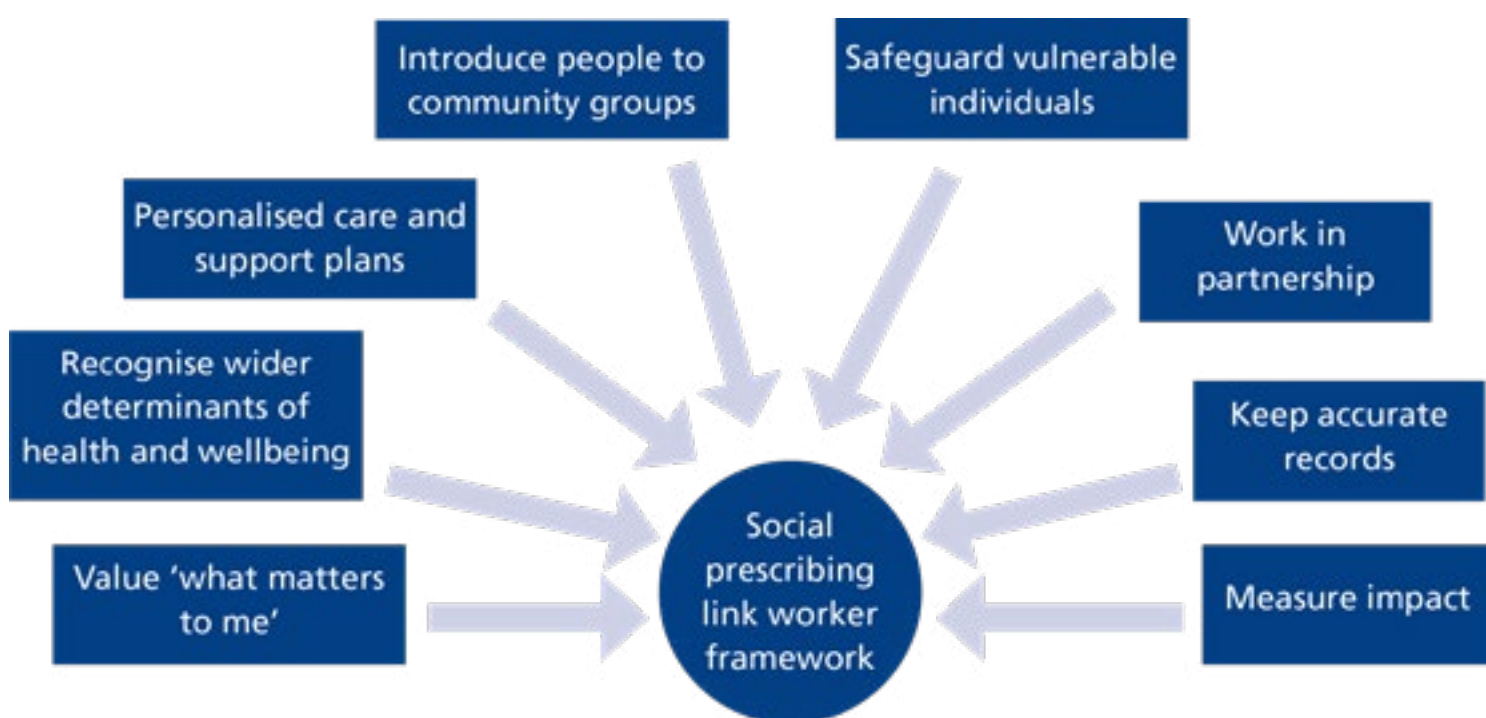 Introduce people to
community groups
Safeguard vulnerable
individuals
Personalised care and
support plans
Work in
partnership
Recognise wider
determinants of
health and wellbeing
Keep accurate
records
Value ‘what matters
to me’
Social
prescribing
link worker
framework
Measure impact